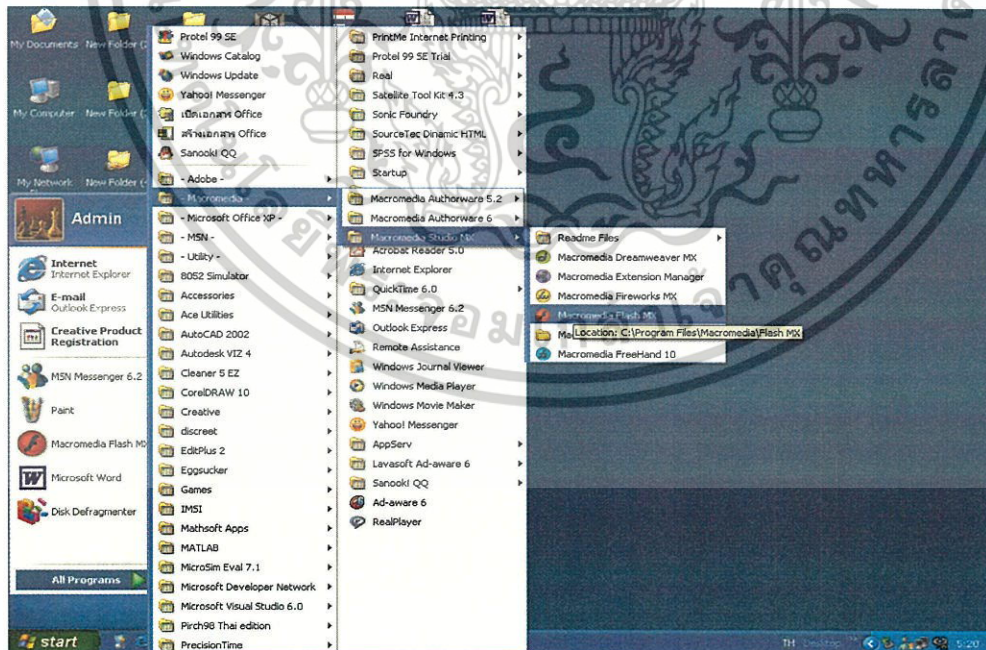 My Documents
New Folder (2
My Computer
New Folder (2
My Network
New Folder (
Admin
Internet
Internet Explorer
E-mail
Outlook Express
Creative Product
Registration
MSN Messenger 6.2
Paint
Macromedia Flash MX
Microsoft Word
Disk Defragmenter
All Programs
start
Protel 99 SE
Windows Catalog
Windows Update
Yahoo! Messenger
เปิดเอกสาร Office
สร้างเอกสาร Office
Sanook! QQ
- Adobe -
- Macromedia -
- Microsoft Office XP -
- MSN -
- Utility -
8052 Simulator
Accessories
Ace Utilities
AutoCAD 2002
Autodesk VIZ 4
Cleaner 5 EZ
CorelDRAW 10
Creative
discreet
EditPlus 2
Eggsucker
Games
IMSI
Mathsoft Apps
MATLAB
MicroSim Eval 7.1
Microsoft Developer Network
Microsoft Visual Studio 6.0
Pirch98 Thai edition
PrecisionTime
PrintMe Internet Printing
Protel 99 SE Trial
Real
Satellite Tool Kit 4.3
Sonic Foundry
SourceTec Dinamic HTML
SPSS for Windows
Startup
Macromedia Authorware 5.2
Macromedia Authorware 6
Macromedia Studio MX
Acrobat Reader 5.0
Internet Explorer
QuickTime 6.0
MSN Messenger 6.2
Outlook Express
Remote Assistance
Windows Journal Viewer
Windows Media Player
Windows Movie Maker
Yahoo! Messenger
AppServ
Lavasoft Ad-aware 6
Sanook! QQ
Ad-aware 6
RealPlayer
Readme Files
Macromedia Dreamweaver MX
Macromedia Extension Manager
Macromedia Fireworks MX
Macromedia Flash MX
Ma
Location: C:\Program Files\Macromedia\Flash MX
Macromedia FreeHand 10
TH
Desktop
5:20